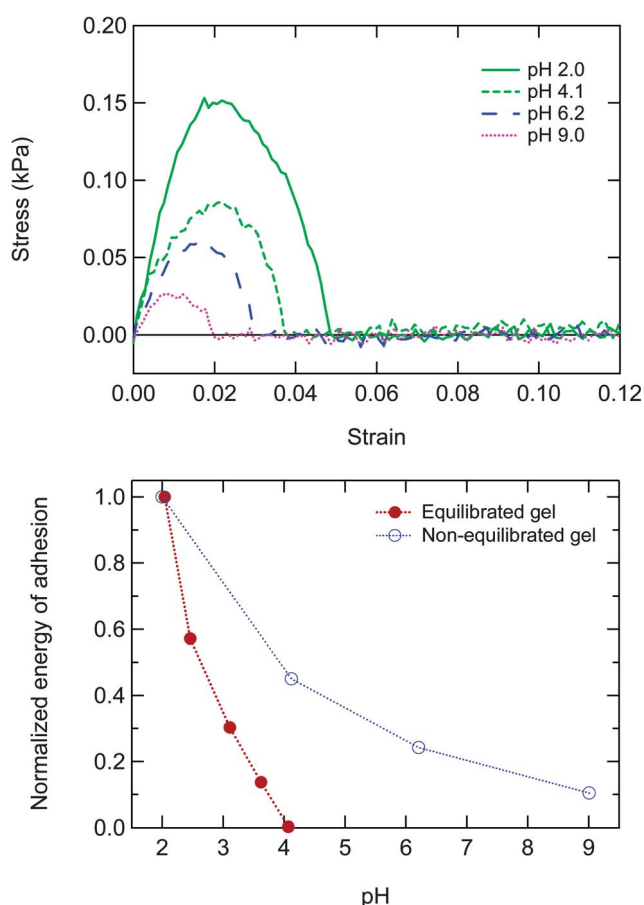 0.20
0.15
0.10
0.05
0.00
Stress (kPa)
pH 2.0
pH 4.1
pH 6.2
pH 9.0
0.00 0.02 0.04 0.06 0.08 0.10 0.12
Strain
1.0
0.8
0.6
0.4
0.2
0.0
Normalized energy of adhesion
Equilibrated gel
Non-equilibrated gel
2 3 4 5 6 7 8 9
pH